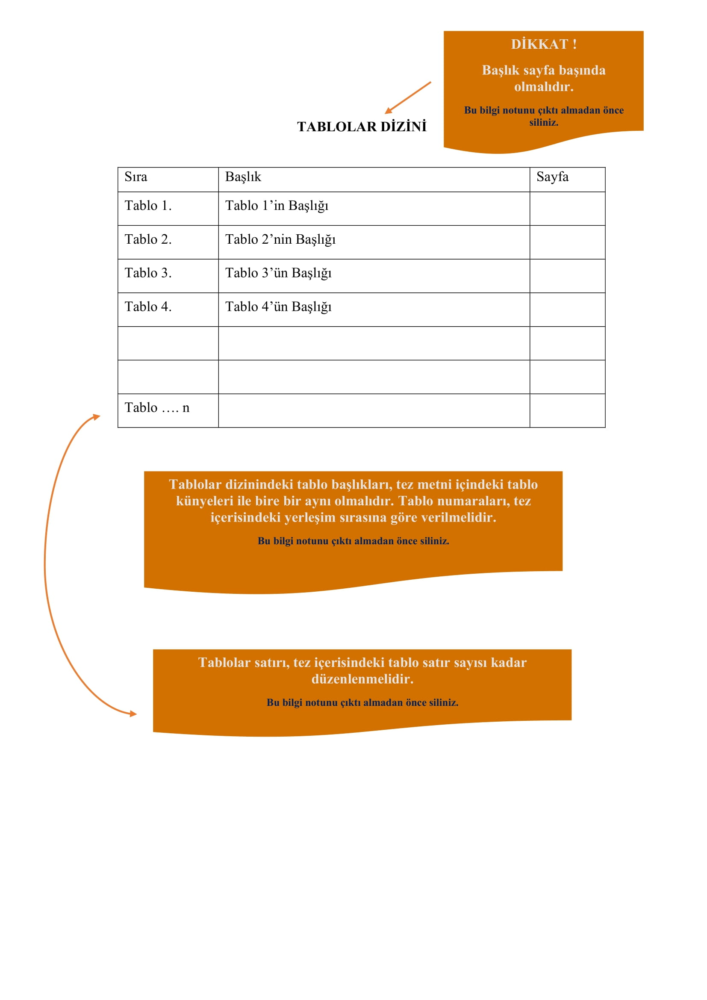 DİKKAT !
Başlık sayfa başında
olmalıdır.
Bu bilgi notunu çıktı almadan önce
siliniz.
TABLOLAR DİZİNİ
Sıra Başlık Sayfa
Tablo 1. Tablo 1’in Başlığı
Tablo 2. Tablo 2’nin Başlığı
Tablo 3. Tablo 3’ün Başlığı
Tablo 4. Tablo 4’ün Başlığı
Tablo …. n
Tablolar dizinindeki tablo başlıkları, tez metni içindeki tablo
künyeleri ile bire bir aynı olmalıdır. Tablo numaraları, tez
içerisindeki yerleşim sırasına göre verilmelidir.
Bu bilgi notunu çıktı almadan önce siliniz.
Tablolar satırı, tez içerisindeki tablo satır sayısı kadar
düzenlenmelidir.
Bu bilgi notunu çıktı almadan önce siliniz.